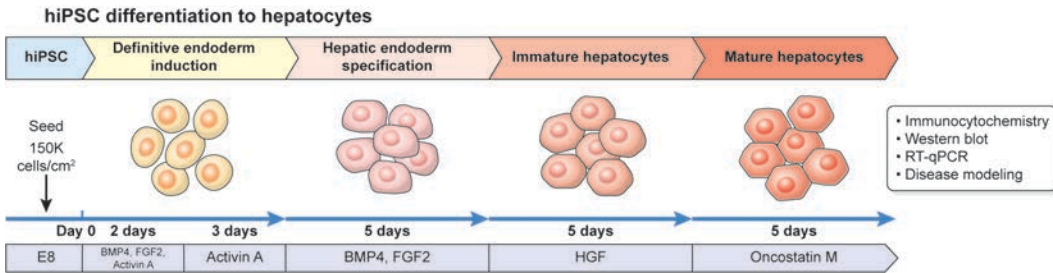 hiPSC differentiation to hepatocytes
hiPSC
Definitive endoderm
induction
Hepatic endoderm
specification
Immature hepatocytes
Mature hepatocytes
Seed
150K
cells/cm²
• Immunocytochemistry
• Western blot
• RT-qPCR
• Disease modeling
Day 0
2 days
3 days
5 days
5 days
5 days
E8
BMP4, FGF2,
Activin A
Activin A
BMP4, FGF2
HGF
Oncostatin M